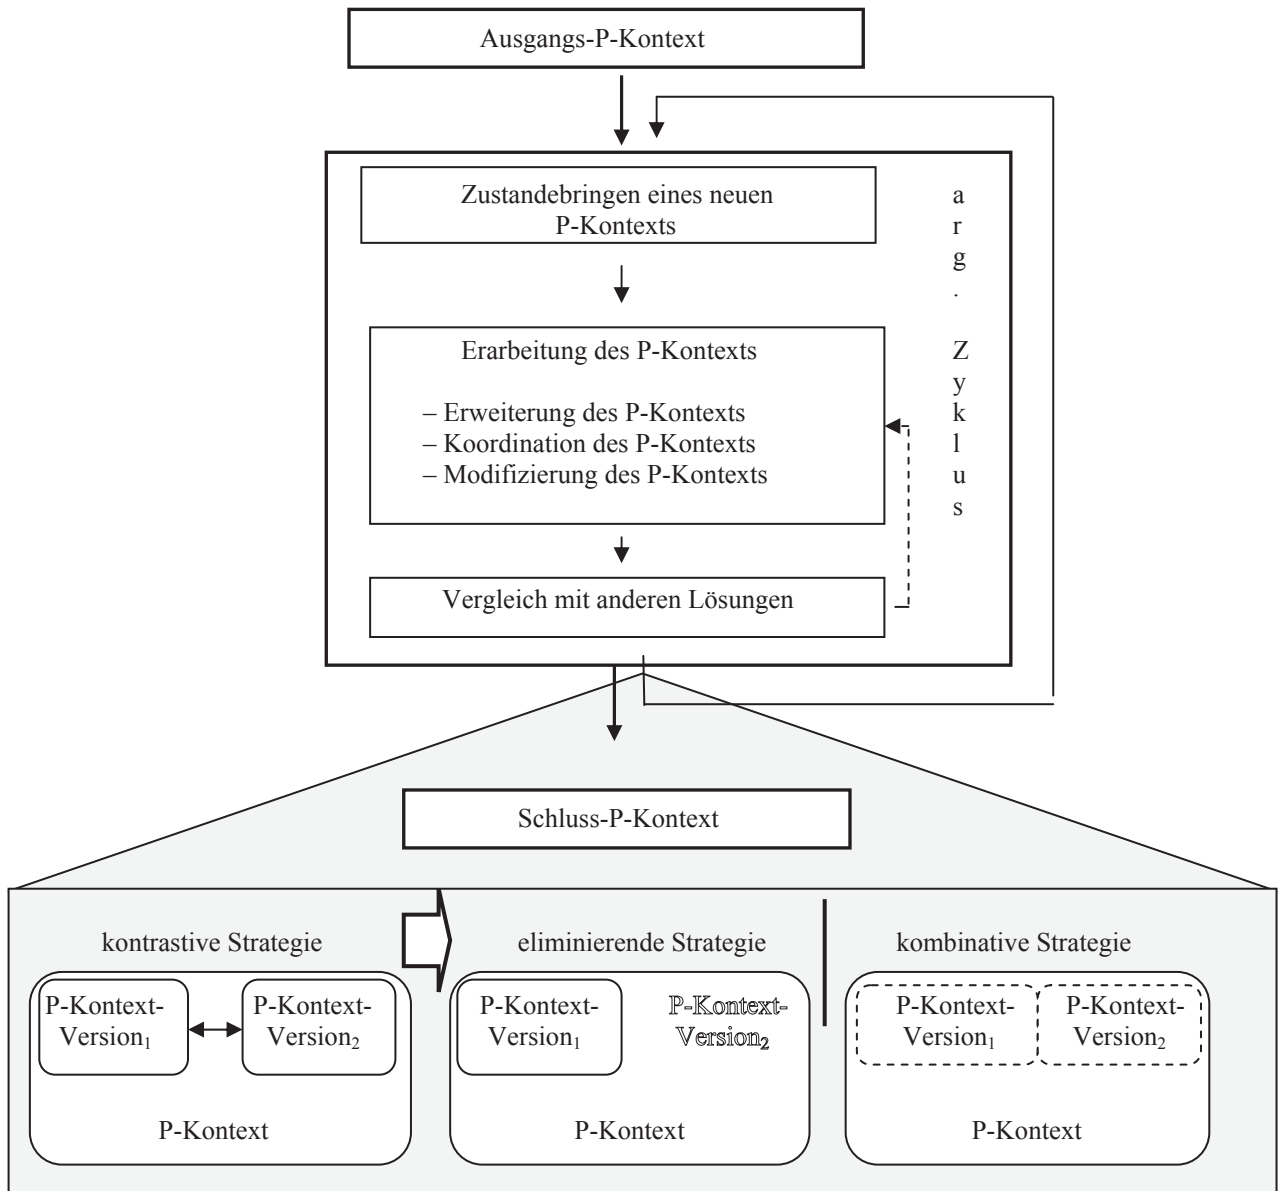 Ausgangs-P-Kontext
Zustandebringen eines neuen
P-Kontexts
arg. Zyklus
Erarbeitung des P-Kontexts
– Erweiterung des P-Kontexts
– Koordination des P-Kontexts
– Modifizierung des P-Kontexts
Vergleich mit anderen Lösungen
Schluss-P-Kontext
kontrastive Strategie
P-Kontext-
Version₁
P-Kontext-
Version₂
P-Kontext
eliminierende Strategie
P-Kontext-
Version₁
P-Kontext-
Version₂
P-Kontext
kombinative Strategie
P-Kontext-
Version₁
P-Kontext-
Version₂
P-Kontext